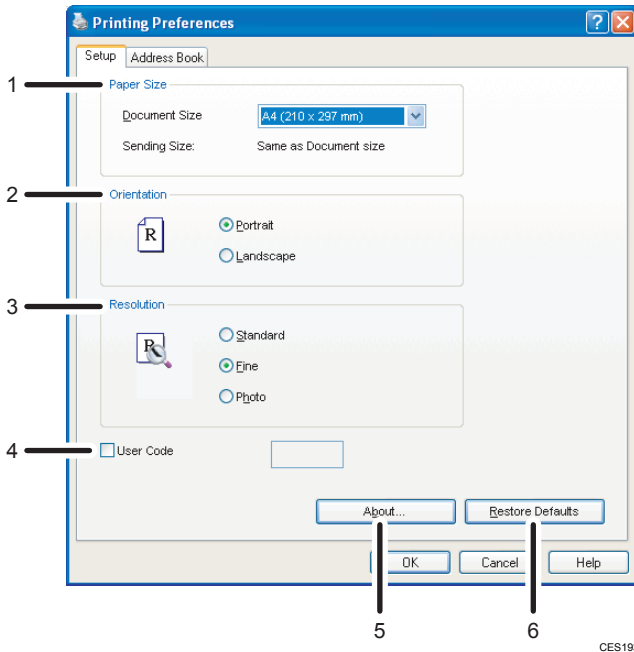 Printing Preferences
Setup Address Book
1 Paper Size
Document Size A4 (210 x 297 mm)
Sending Size: Same as Document size
2 Orientation
R Portrait
Landscape
3 Resolution
Standard
R Fine
Photo
4 User Code
About... Restore Defaults
OK Cancel Help
5 6